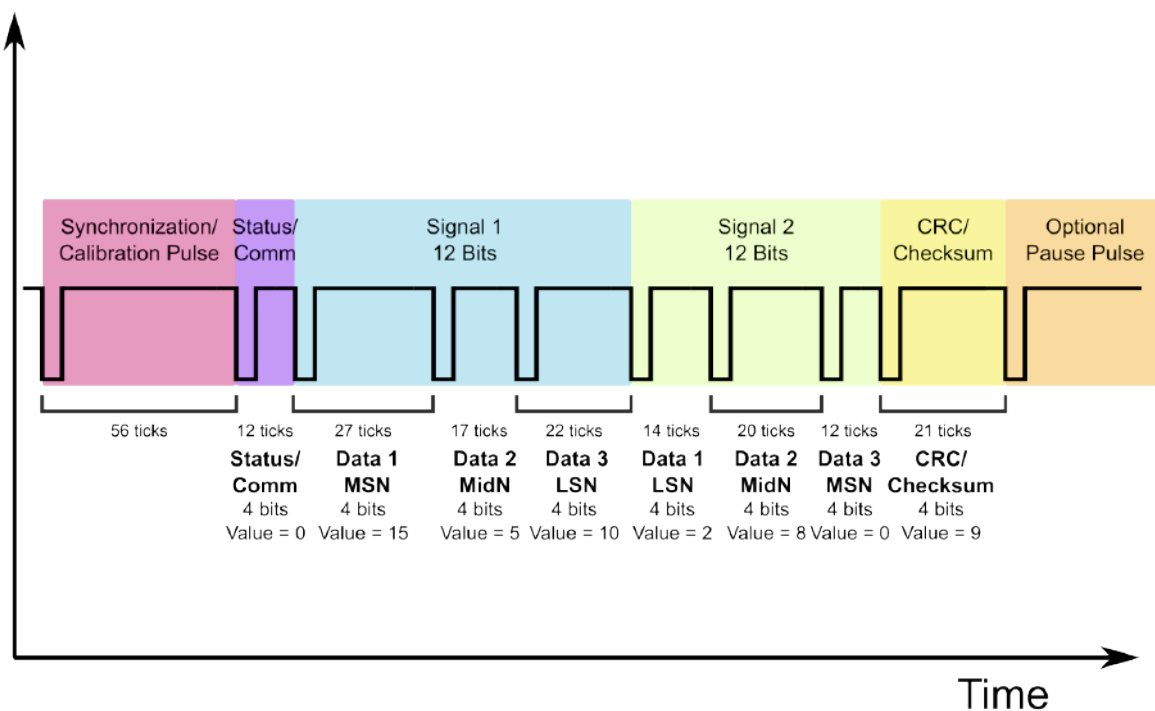 Synchronization/
Calibration Pulse
Status/
Comm
Signal 1
12 Bits
Signal 2
12 Bits
CRC/
Checksum
Optional
Pause Pulse
56 ticks
12 ticks
Status/
Comm
4 bits
Value = 0
27 ticks
Data 1
MSN
4 bits
Value = 15
17 ticks
Data 2
MidN
4 bits
Value = 5
22 ticks
Data 3
LSN
4 bits
Value = 10
14 ticks
Data 1
LSN
4 bits
Value = 2
20 ticks
Data 2
MidN
4 bits
Value = 8
12 ticks
Data 3
MSN
4 bits
Value = 0
21 ticks
CRC/
Checksum
4 bits
Value = 9
Time